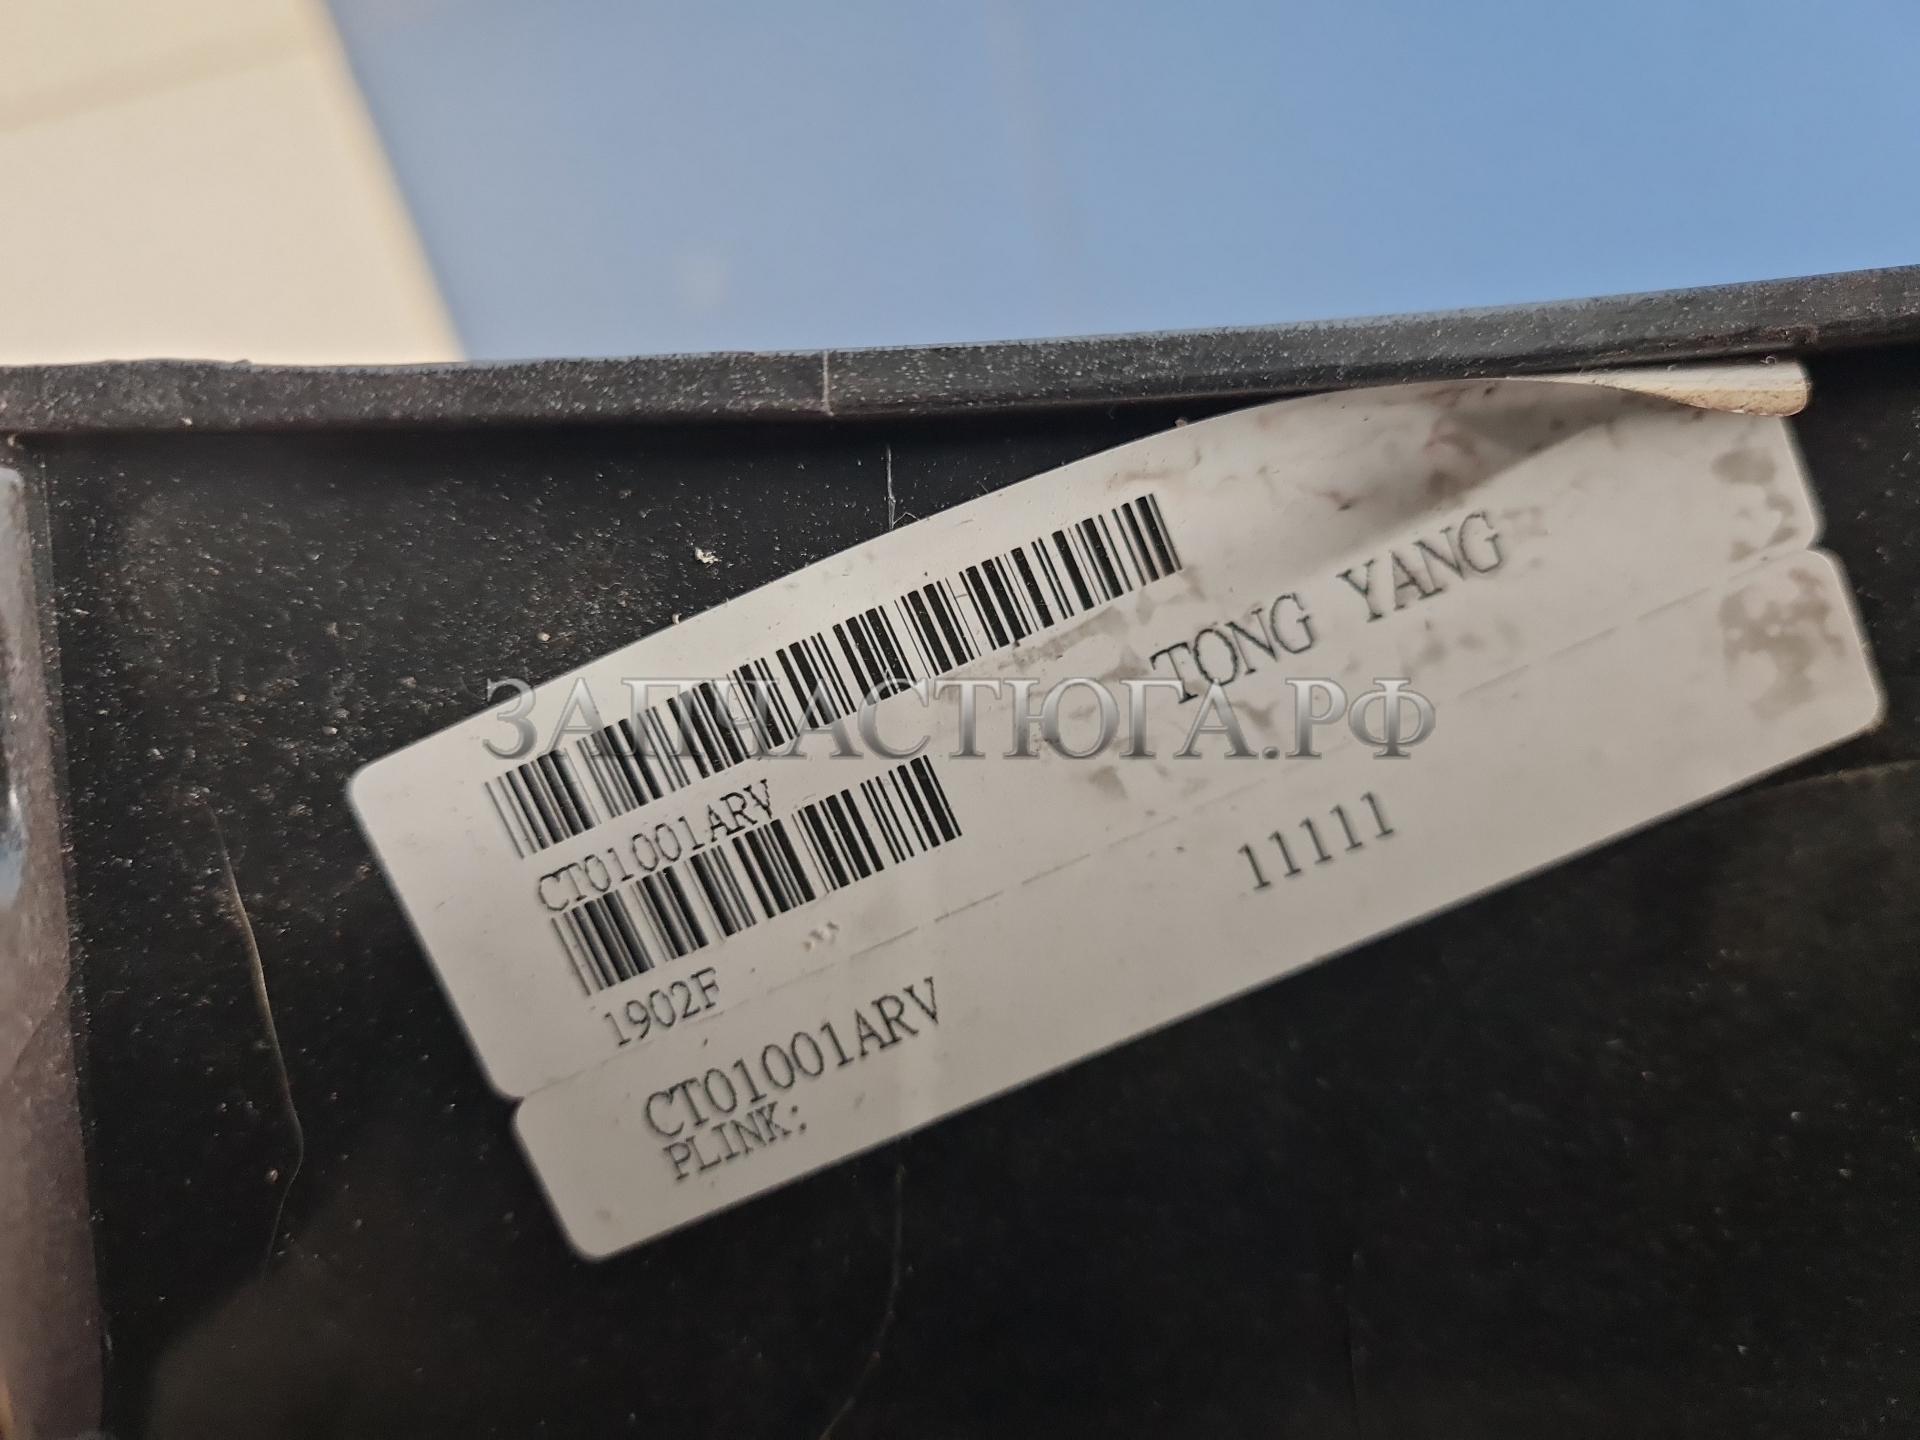 CT01001ARV
TONG YANG
1902F
11111
CT01001ARV
PLINK:
ЗАПЧАСТЮГА.РФ